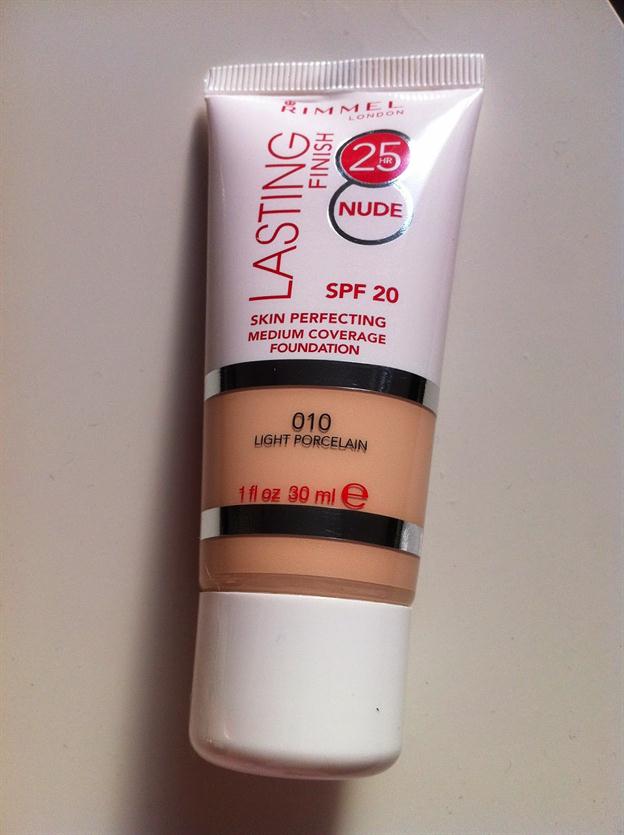 RIMMEL
LONDON
LASTING
FINISH
25 HR
NUDE
SPF 20
SKIN PERFECTING
MEDIUM COVERAGE
FOUNDATION
010
LIGHT PORCELAIN
1 fl oz 30 ml e